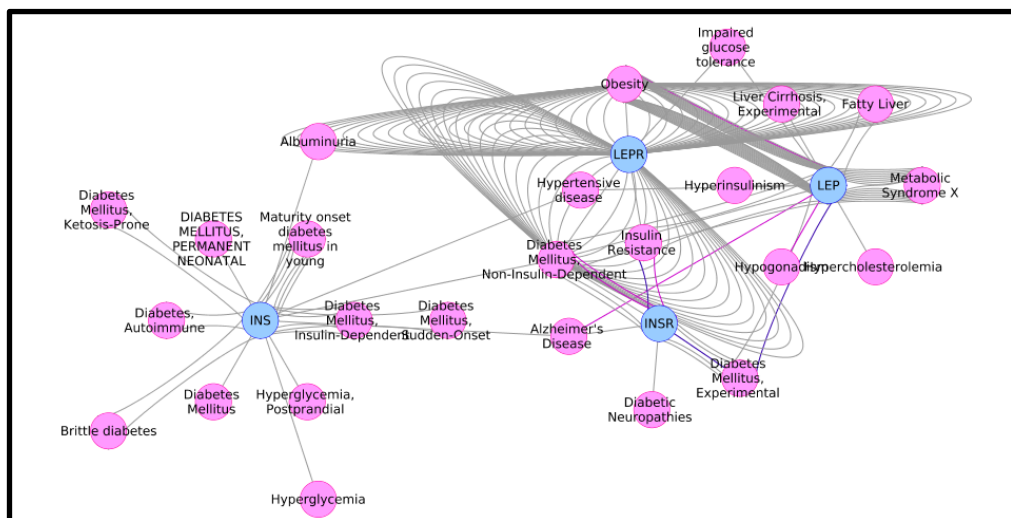 Impaired
glucose
tolerance
Obesity
Liver Cirrhosis,
Experimental
Fatty Liver
Albuminuria
LEPR
Hypertensive
disease
Hyperinsulinism
LEP
Metabolic
Syndrome X
Diabetes
Mellitus,
Ketosis-Prone
DIABETES
MELLITUS,
PERMANENT
NEONATAL
Maturity onset
diabetes
mellitus in
young
Insulin
Resistance
Diabetes
Mellitus,
Non-Insulin-Dependent
Hypogonadism
Hypercholesterolemia
Diabetes,
Autoimmune
INS
Diabetes
Mellitus,
Insulin-Dependent
Diabetes
Mellitus,
Sudden-Onset
Alzheimer's
Disease
INSR
Diabetes
Mellitus,
Experimental
Diabetes
Mellitus
Hyperglycemia,
Postprandial
Diabetic
Neuropathies
Brittle diabetes
Hyperglycemia